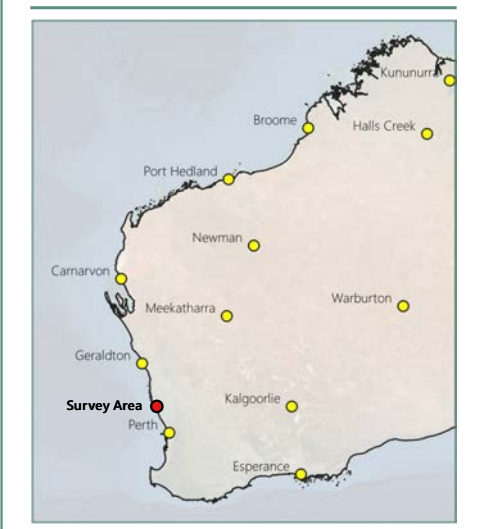 Kununurra
Broome
Halls Creek
Port Hedland
Newman
Carnarvon
Warburton
Meekatharra
Geraldton
Kalgoorlie
Survey Area
Perth
Esperance